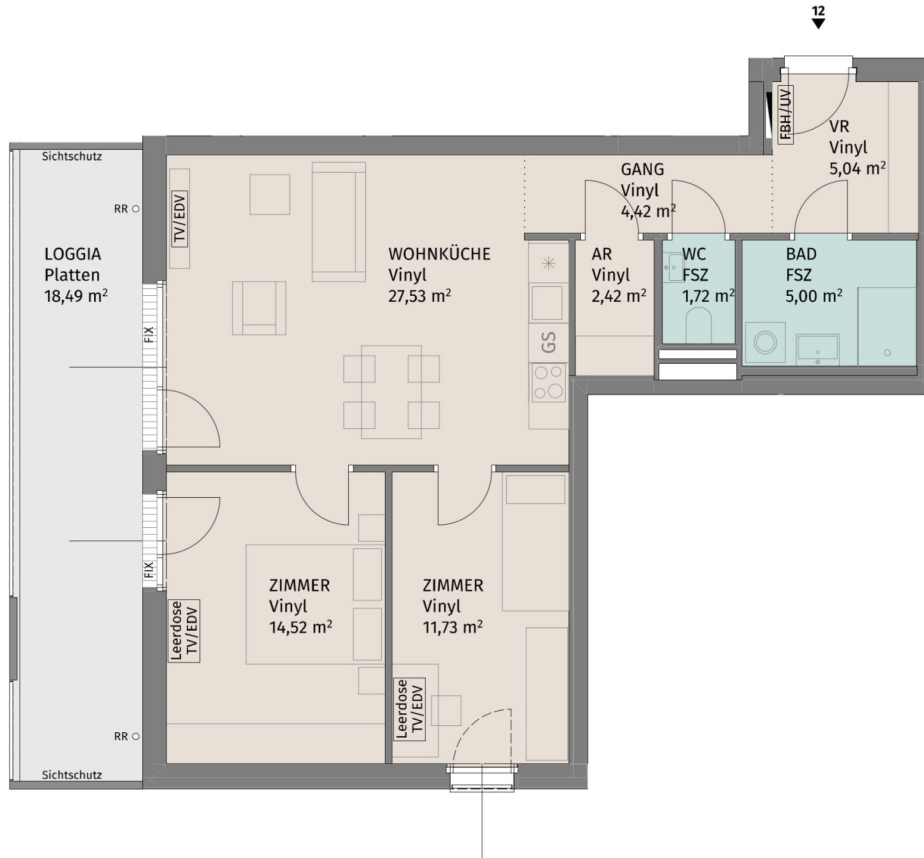 12
FBH/UV
VR
Vinyl
5,04 m²
Sichtschutz
GANG
Vinyl
4,42 m²
RR
TV/EDV
LOGGIA
Platten
18,49 m²
WOHNKÜCHE
Vinyl
27,53 m²
AR
Vinyl
2,42 m²
WC
FSZ
1,72 m²
BAD
FSZ
5,00 m²
FIX
GS
FIX
ZIMMER
Vinyl
14,52 m²
ZIMMER
Vinyl
11,73 m²
Leerdose
TV/EDV
Leerdose
TV/EDV
RR
Sichtschutz